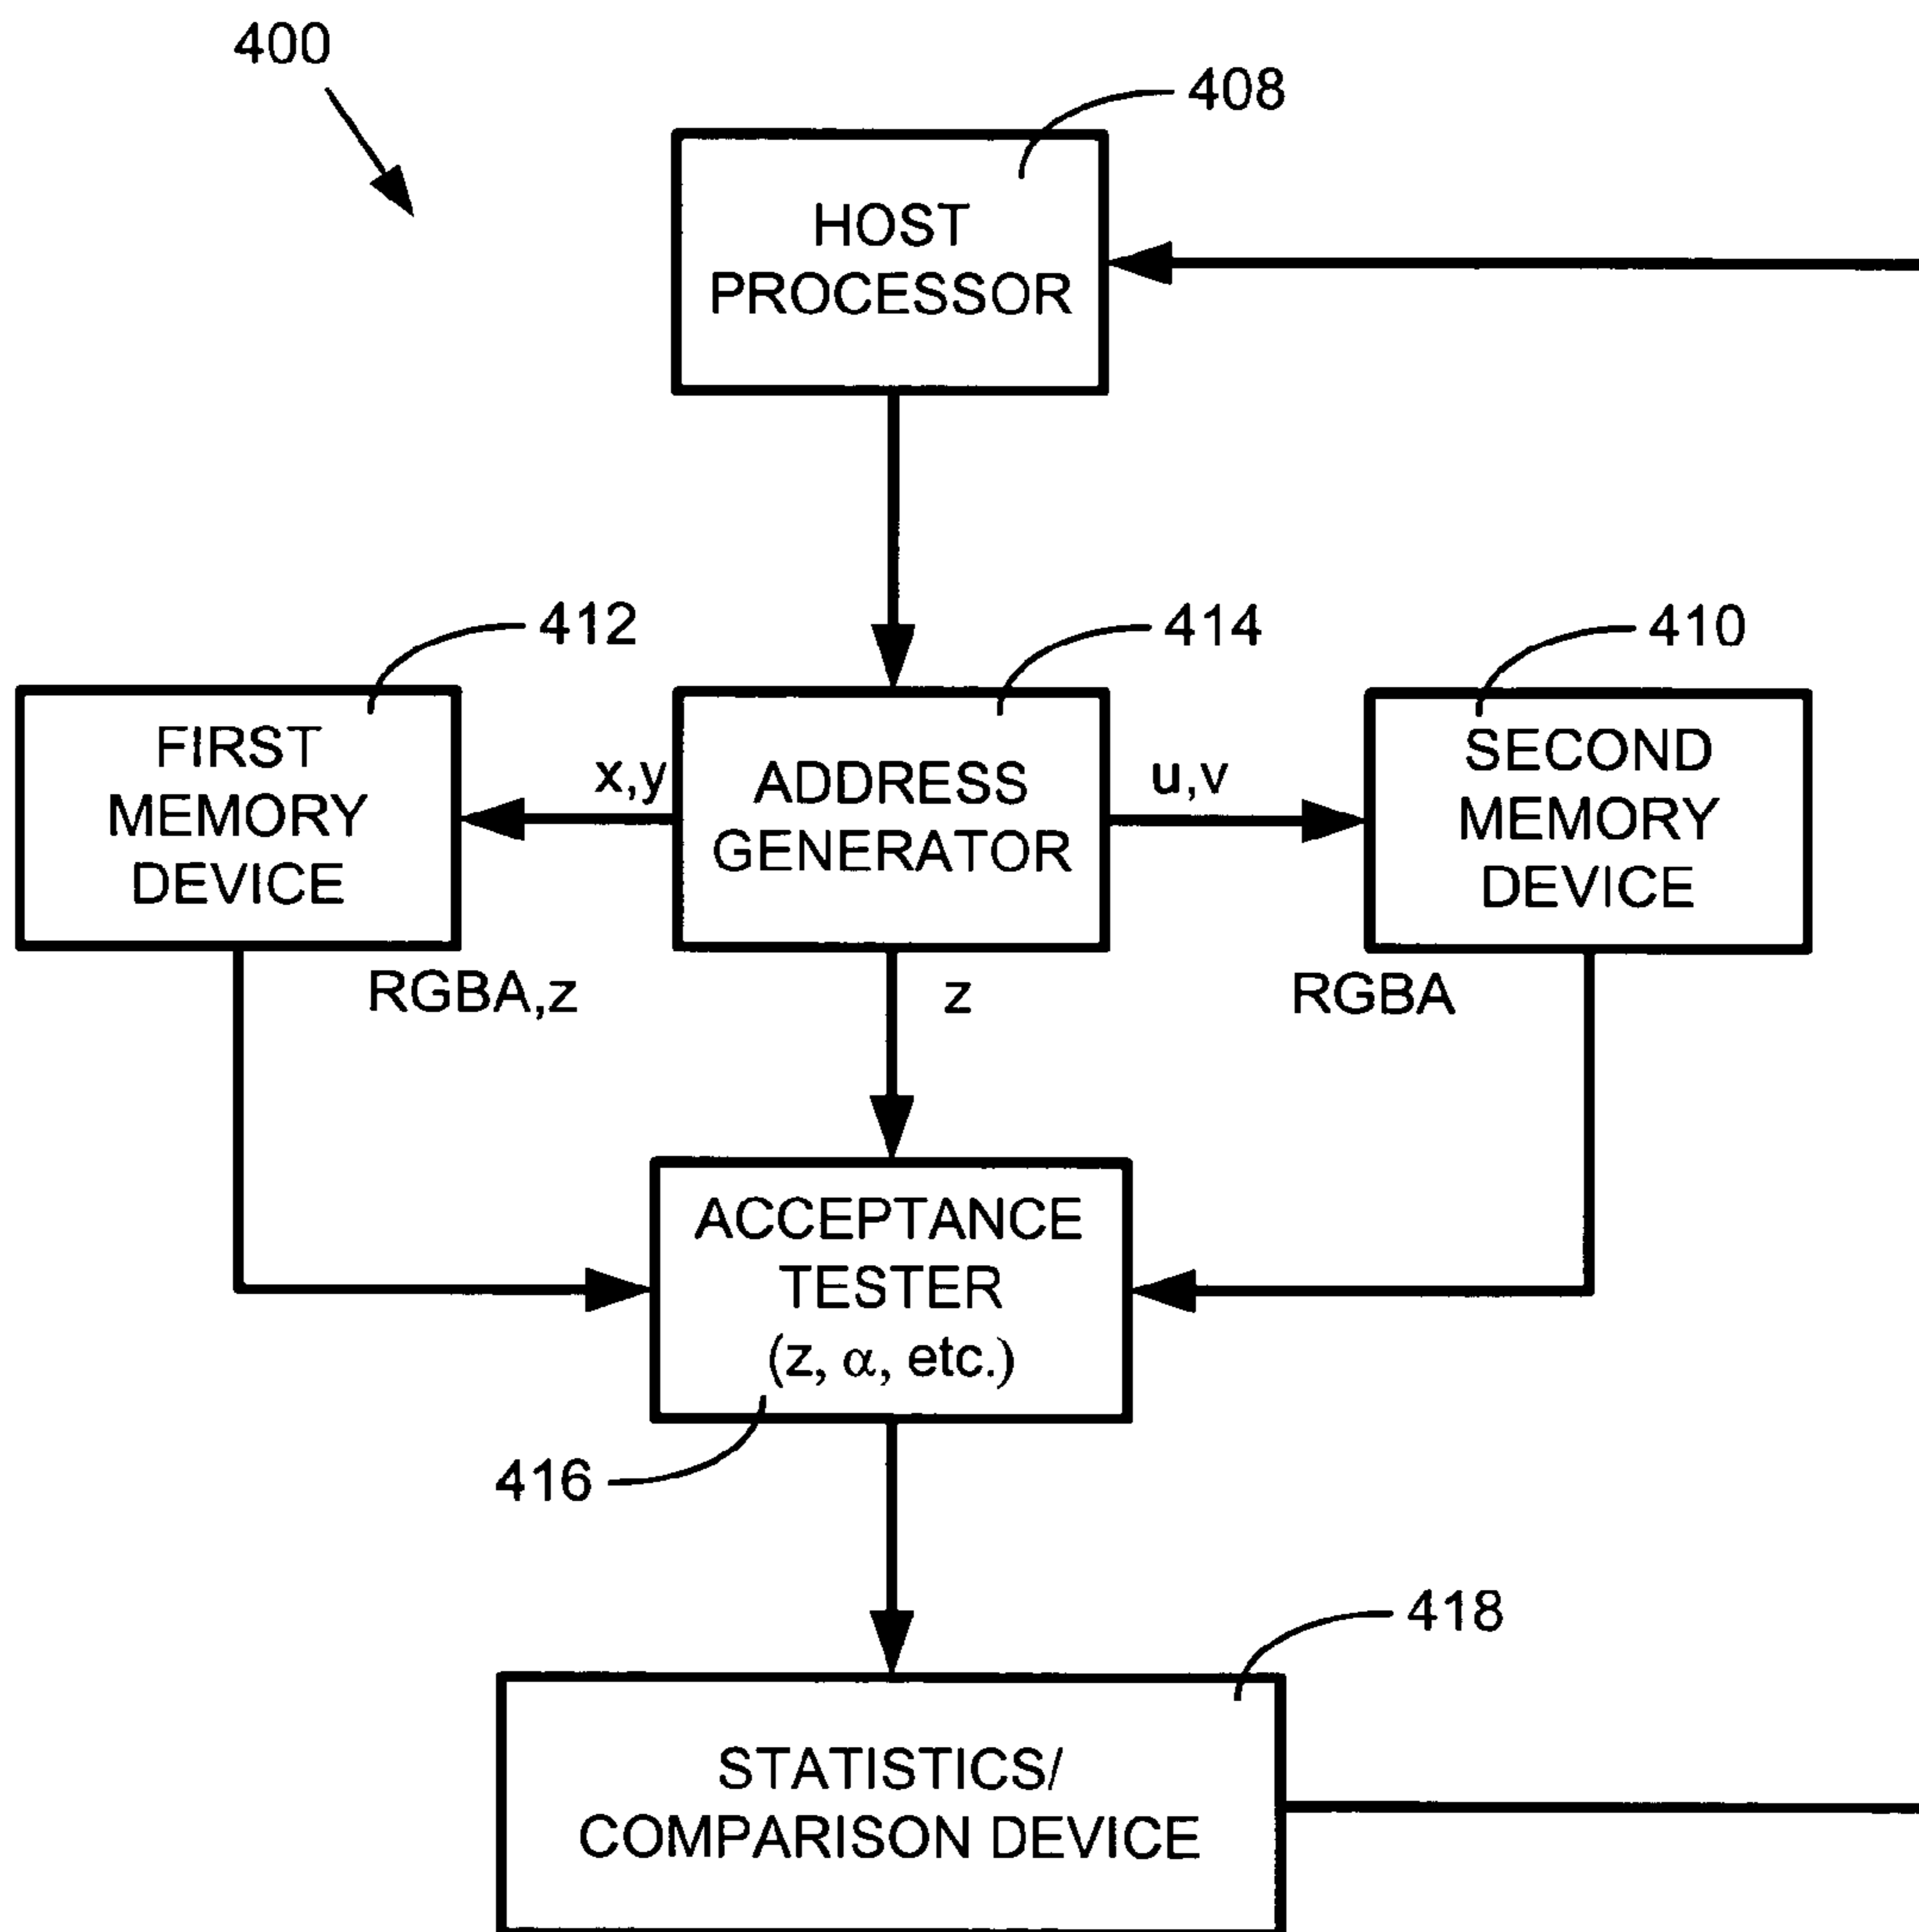 400
408
HOST
PROCESSOR
412
414
410
FIRST
MEMORY
DEVICE
x,y
ADDRESS
GENERATOR
u,v
SECOND
MEMORY
DEVICE
RGBA,z
z
RGBA
ACCEPTANCE
TESTER
(z, α, etc.)
416
418
STATISTICS/
COMPARISON DEVICE